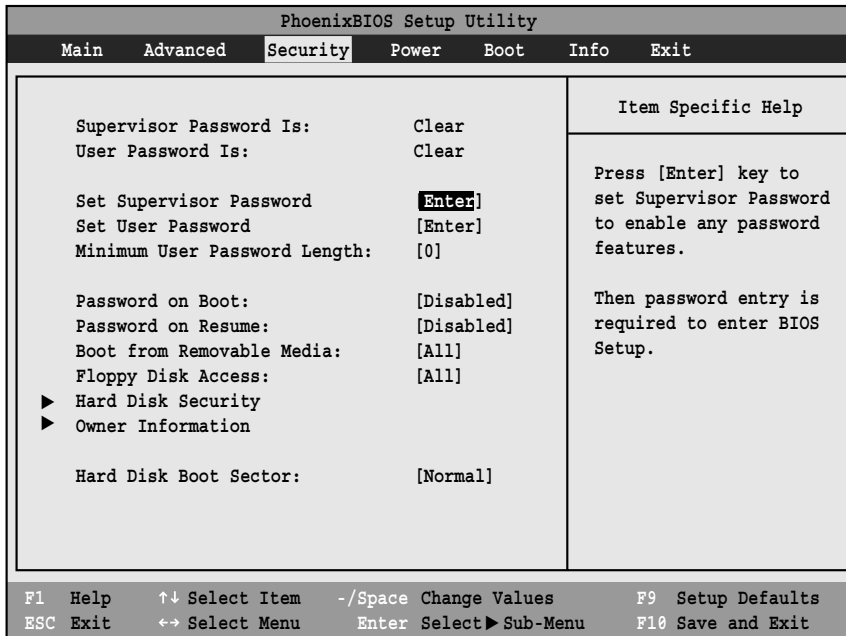 PhoenixBIOS Setup Utility
Main Advanced Security Power Boot Info Exit
Supervisor Password Is: Clear
User Password Is: Clear
Set Supervisor Password [Enter]
Set User Password [Enter]
Minimum User Password Length: [0]
Password on Boot: [Disabled]
Password on Resume: [Disabled]
Boot from Removable Media: [All]
Floppy Disk Access: [All]
▶ Hard Disk Security
▶ Owner Information
Hard Disk Boot Sector: [Normal]
Item Specific Help
Press [Enter] key to
set Supervisor Password
to enable any password
features.
Then password entry is
required to enter BIOS
Setup.
F1 Help ↑↓ Select Item -/Space Change Values F9 Setup Defaults
ESC Exit ←→ Select Menu Enter Select ▶ Sub-Menu F10 Save and Exit